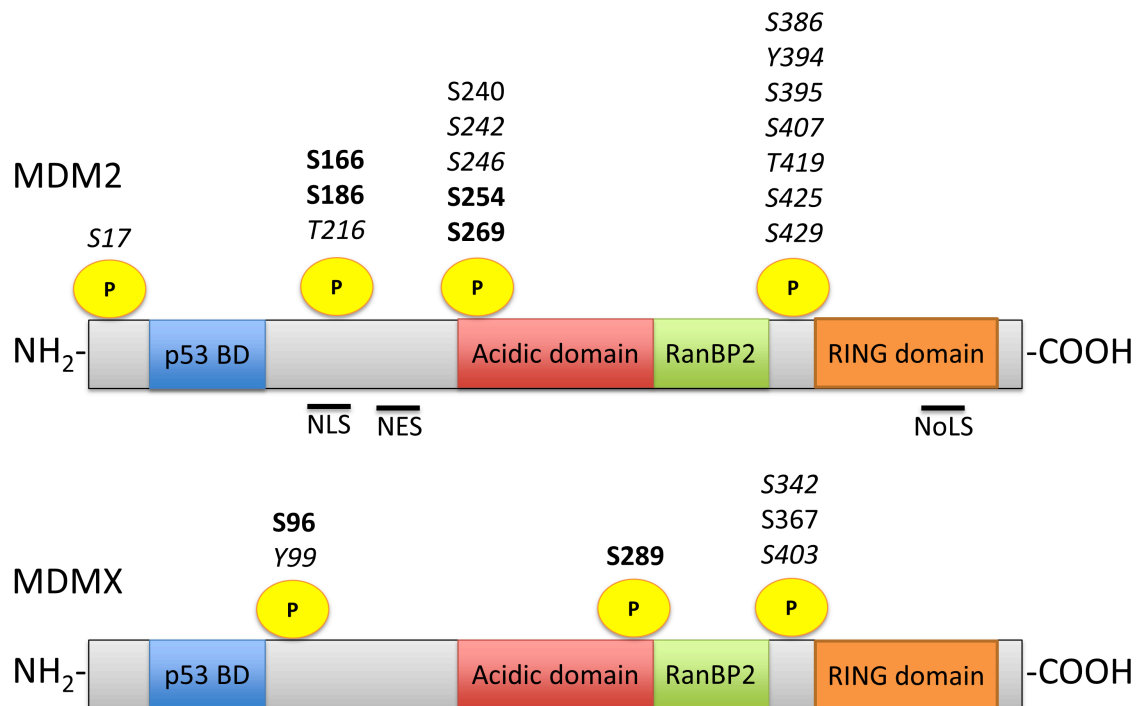 S386
Y394
S395
S407
T419
S425
S429
S240
S242
S246
S254
S269
S166
S186
T216
MDM2
S17
P
P
P
P
NH2-
p53 BD
Acidic domain
RanBP2
RING domain
-COOH
NLS
NES
NoLS
S342
S367
S403
S96
Y99
S289
MDMX
P
P
P
NH2-
p53 BD
Acidic domain
RanBP2
RING domain
-COOH